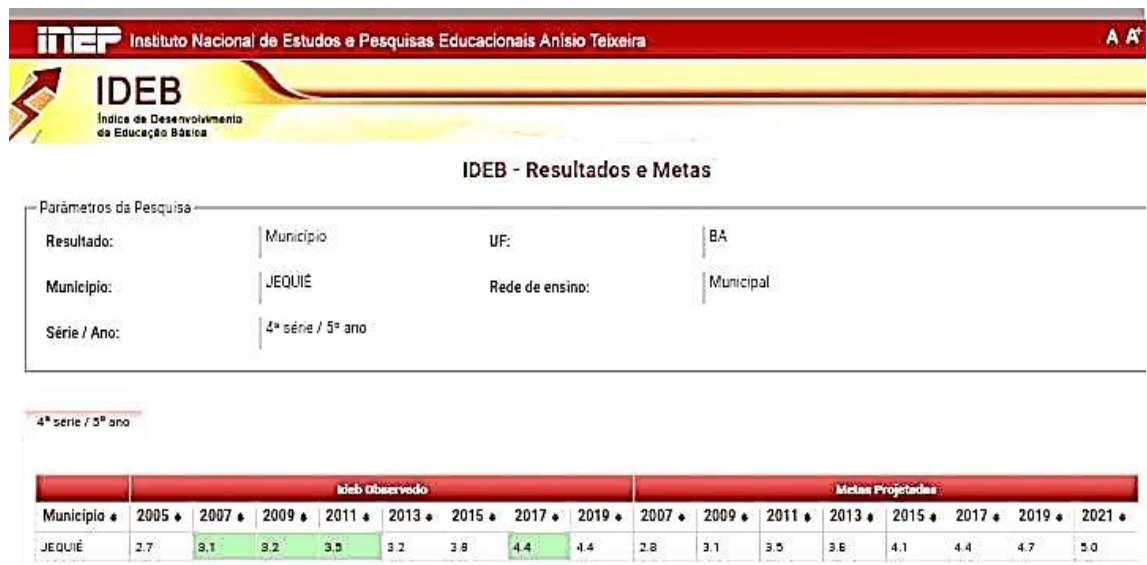 inep Instituto Nacional de Estudos e Pesquisas Educacionais Anísio Teixeira A A+
IDEB
Índice de Desenvolvimento
da Educação Básica
IDEB - Resultados e Metas
Parâmetros da Pesquisa
Resultado: Município UF: BA
Município: JEQUIÉ Rede de ensino: Municipal
Série / Ano: 4ª série / 5º ano
4ª série / 5º ano
Ideb Observado Metas Projetadas
Município 2005 2007 2009 2011 2013 2015 2017 2019 2007 2009 2011 2013 2015 2017 2019 2021
JEQUIÉ 2.7 3.1 3.2 3.5 3.2 3.8 4.4 4.4 2.8 3.1 3.5 3.8 4.1 4.4 4.7 5.0